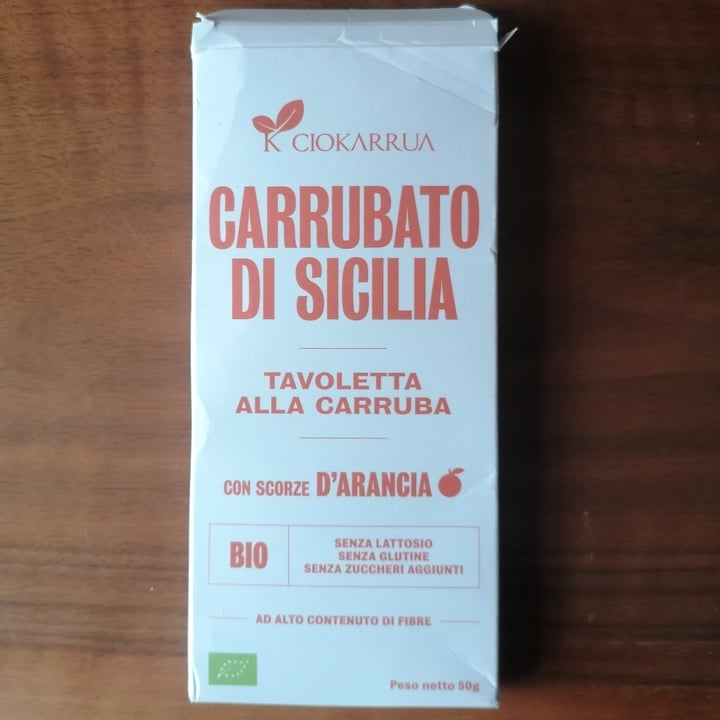 K CIOKARRUA
CARRUBATO
DI SICILIA
TAVOLETTA
ALLA CARRUBA
CON SCORZE D'ARANCIA
BIO
SENZA LATTOSIO
SENZA GLUTINE
SENZA ZUCCHERI AGGIUNTI
AD ALTO CONTENUTO DI FIBRE
Peso netto 50g